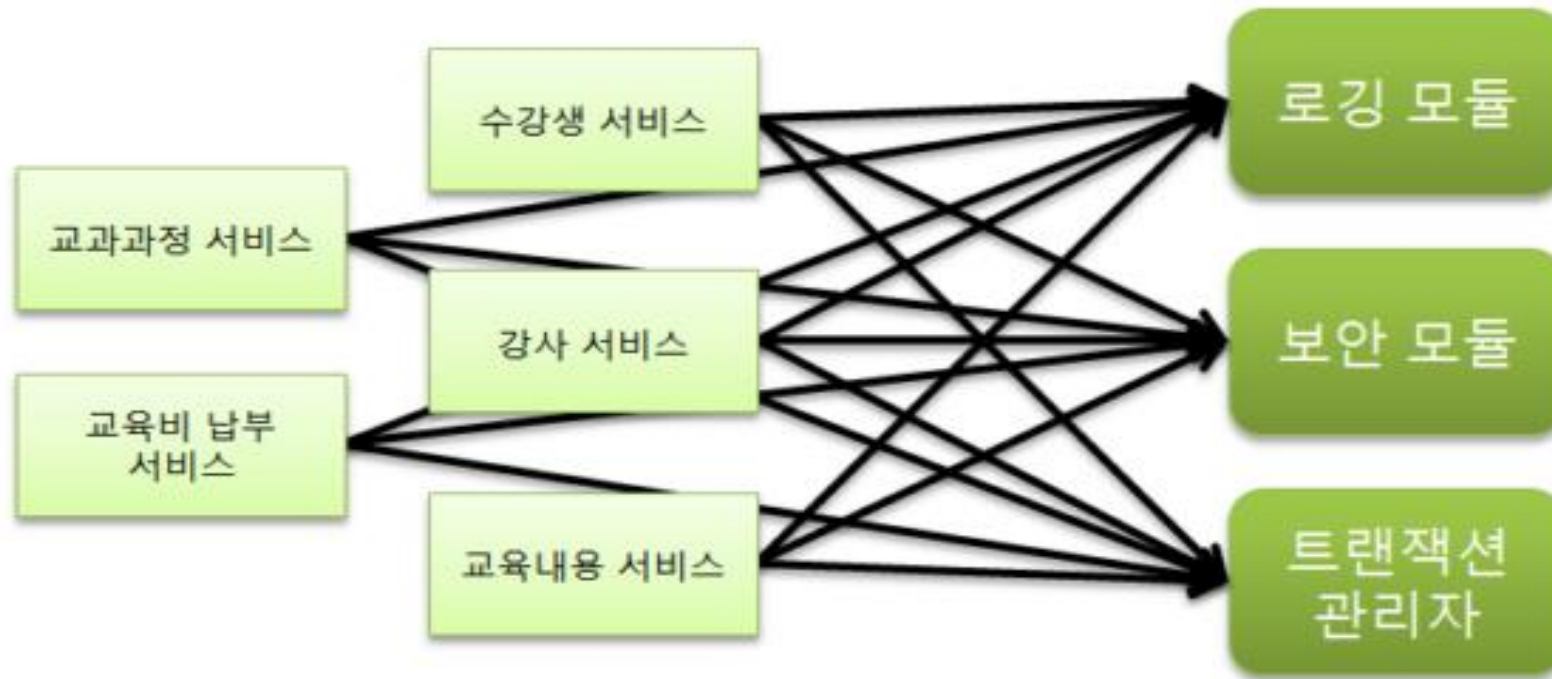 수강생 서비스
로깅 모듈
교과과정 서비스
강사 서비스
보안 모듈
교육비 납부
서비스
교육내용 서비스
트랜잭션
관리자